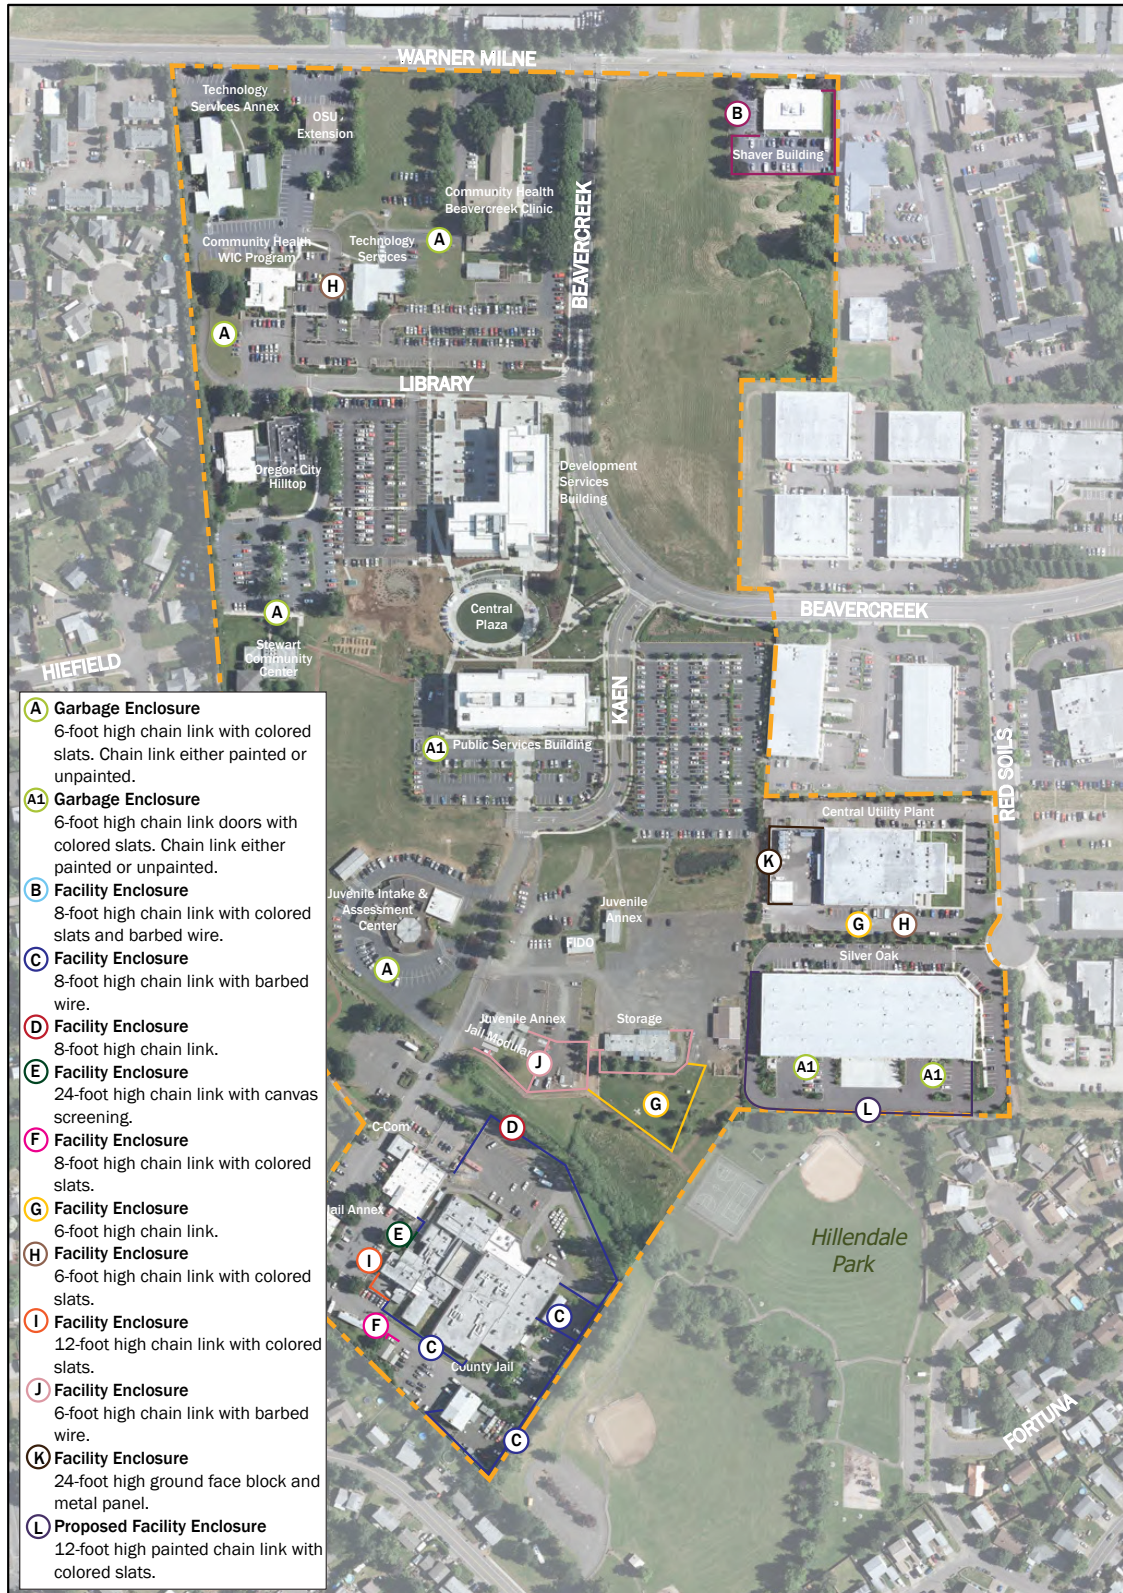 WARNER MILNE
Technology
Services Annex
OSU
Extension
B
Shaver Building
Community Health
Beavercreek Clinic
BEAVERCREEK
Community Health
WIC Program
Technology
Services
A
H
A
LIBRARY
Oregon City
Hilltop
Development
Services
Building
Central
Plaza
BEAVERCREEK
A
Stewart
Community
Center
HIEFIELD
KAEN
A1
Public Services Building
RED SOILS
Central Utility Plant
K
G
H
Juvenile Intake &
Assessment
Center
A
Juvenile
Annex
FIDO
Silver Oak
Juvenile Annex
Jail Modular
J
Storage
G
A1
A1
L
D
C-Com
Jail Annex
E
I
F
C
C
County Jail
C
Hillendale
Park
FORTUNA
A Garbage Enclosure
6-foot high chain link with colored
slats. Chain link either painted or
unpainted.
A1 Garbage Enclosure
6-foot high chain link doors with
colored slats. Chain link either
painted or unpainted.
B Facility Enclosure
8-foot high chain link with colored
slats and barbed wire.
C Facility Enclosure
8-foot high chain link with barbed
wire.
D Facility Enclosure
8-foot high chain link.
E Facility Enclosure
24-foot high chain link with canvas
screening.
F Facility Enclosure
8-foot high chain link with colored
slats.
G Facility Enclosure
6-foot high chain link.
H Facility Enclosure
6-foot high chain link with colored
slats.
I Facility Enclosure
12-foot high chain link with colored
slats.
J Facility Enclosure
6-foot high chain link with barbed
wire.
K Facility Enclosure
24-foot high ground face block and
metal panel.
L Proposed Facility Enclosure
12-foot high painted chain link with
colored slats.